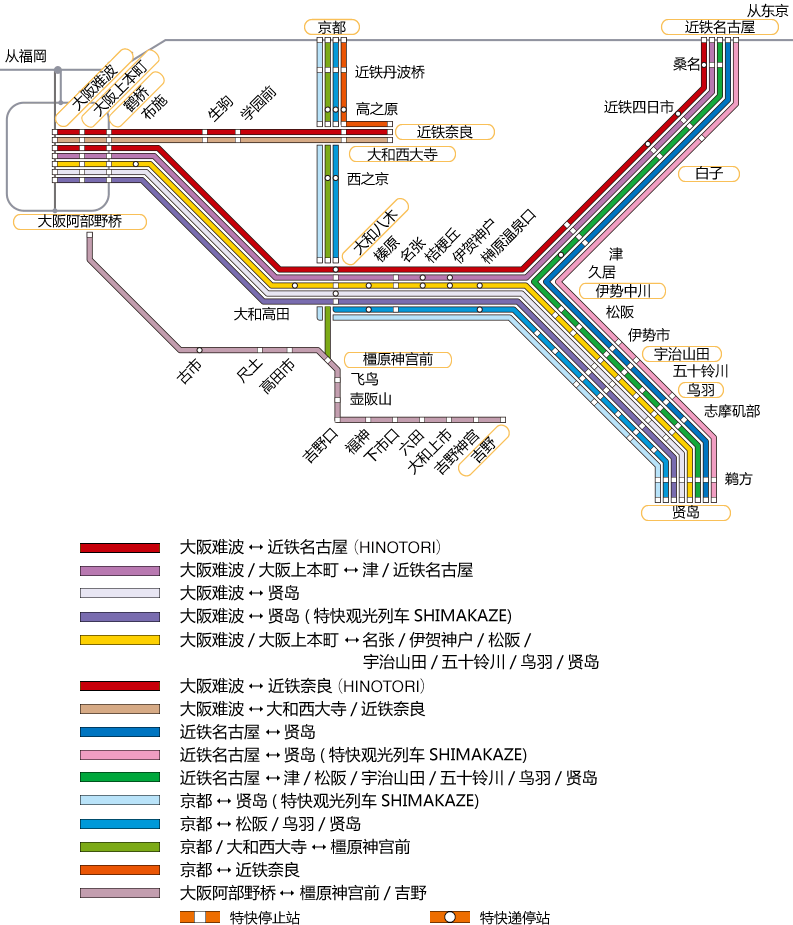 从东京
京都
近铁名古屋
从福岡
大阪难波
大阪上本町
鹤桥
布施
生驹
学园前
近铁丹波桥
高之原
桑名
近铁四日市
近铁奈良
大和西大寺
西之京
白子
大阪阿部野桥
大和八木
榛原
名张
桔梗丘
伊贺神户
榊原温泉口
津
久居
伊势中川
松阪
大和高田
伊势市
宇治山田
五十铃川
鸟羽
志摩矶部
鹈方
贤岛
古市
尺土
高田市
橿原神宫前
飞鸟
壶阪山
吉野口
福神
下市口
六田
大和上市
吉野神宫
吉野
大阪难波 ↔ 近铁名古屋 (HINOTORI)
大阪难波 / 大阪上本町 ↔ 津 / 近铁名古屋
大阪难波 ↔ 贤岛
大阪难波 ↔ 贤岛 ( 特快观光列车 SHIMAKAZE)
大阪难波 / 大阪上本町 ↔ 名张 / 伊贺神户 / 松阪 /
宇治山田 / 五十铃川 / 鸟羽 / 贤岛
大阪难波 ↔ 近铁奈良 (HINOTORI)
大阪难波 ↔ 大和西大寺 / 近铁奈良
近铁名古屋 ↔ 贤岛
近铁名古屋 ↔ 贤岛 ( 特快观光列车 SHIMAKAZE)
近铁名古屋 ↔ 津 / 松阪 / 宇治山田 / 五十铃川 / 鸟羽 / 贤岛
京都 ↔ 贤岛 ( 特快观光列车 SHIMAKAZE)
京都 ↔ 松阪 / 鸟羽 / 贤岛
京都 / 大和西大寺 ↔ 橿原神宫前
京都 ↔ 近铁奈良
大阪阿部野桥 ↔ 橿原神宫前 / 吉野
特快停止站
特快递停站